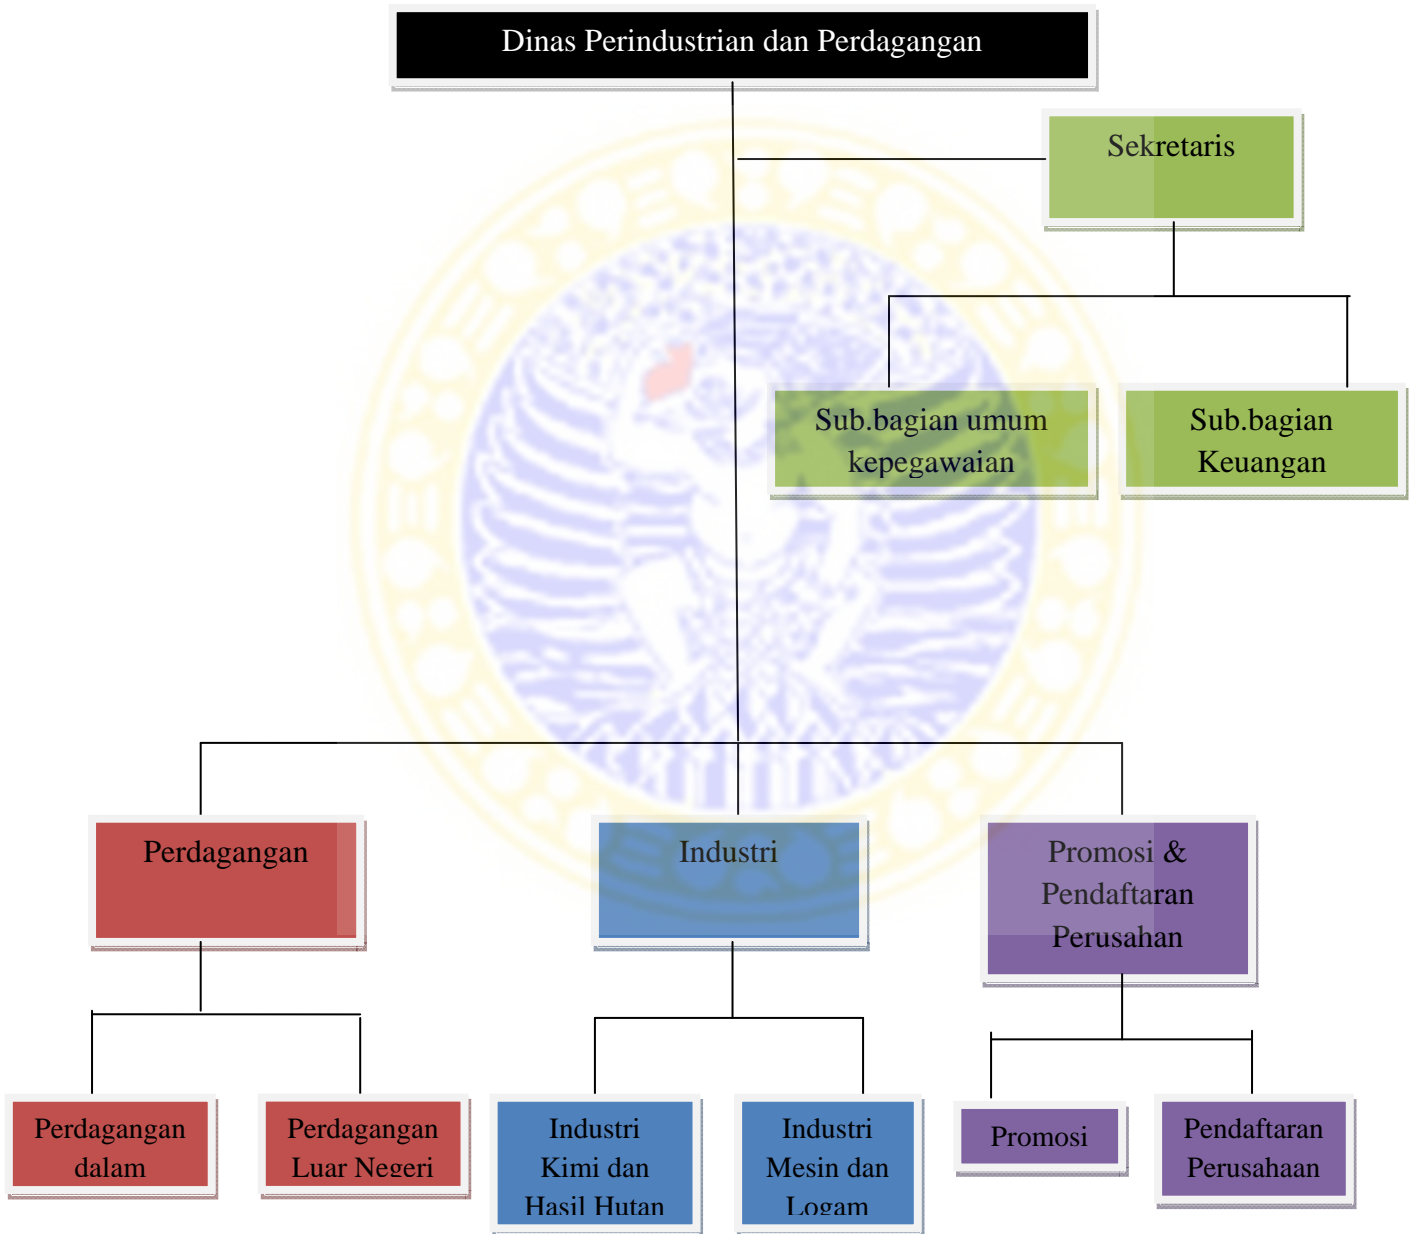 Dinas Perindustrian dan Perdagangan
Sekretaris
Sub.bagian umum
kepegawaian
Sub.bagian
Keuangan
Perdagangan
Industri
Promosi &
Pendaftaran
Perusahan
Perdagangan
dalam
Perdagangan
Luar Negeri
Industri
Kimi dan
Hasil Hutan
Industri
Mesin dan
Logam
Promosi
Pendaftaran
Perusahaan